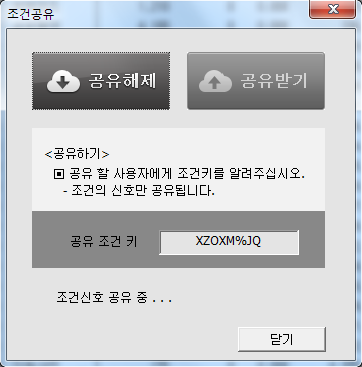 조건공유
공유해제 공유받기
<공유하기>
▣ 공유 할 사용자에게 조건키를 알려주십시오.
- 조건의 신호만 공유됩니다.
공유 조건 키 XZOXM%JQ
조건신호 공유 중 . . .
닫기